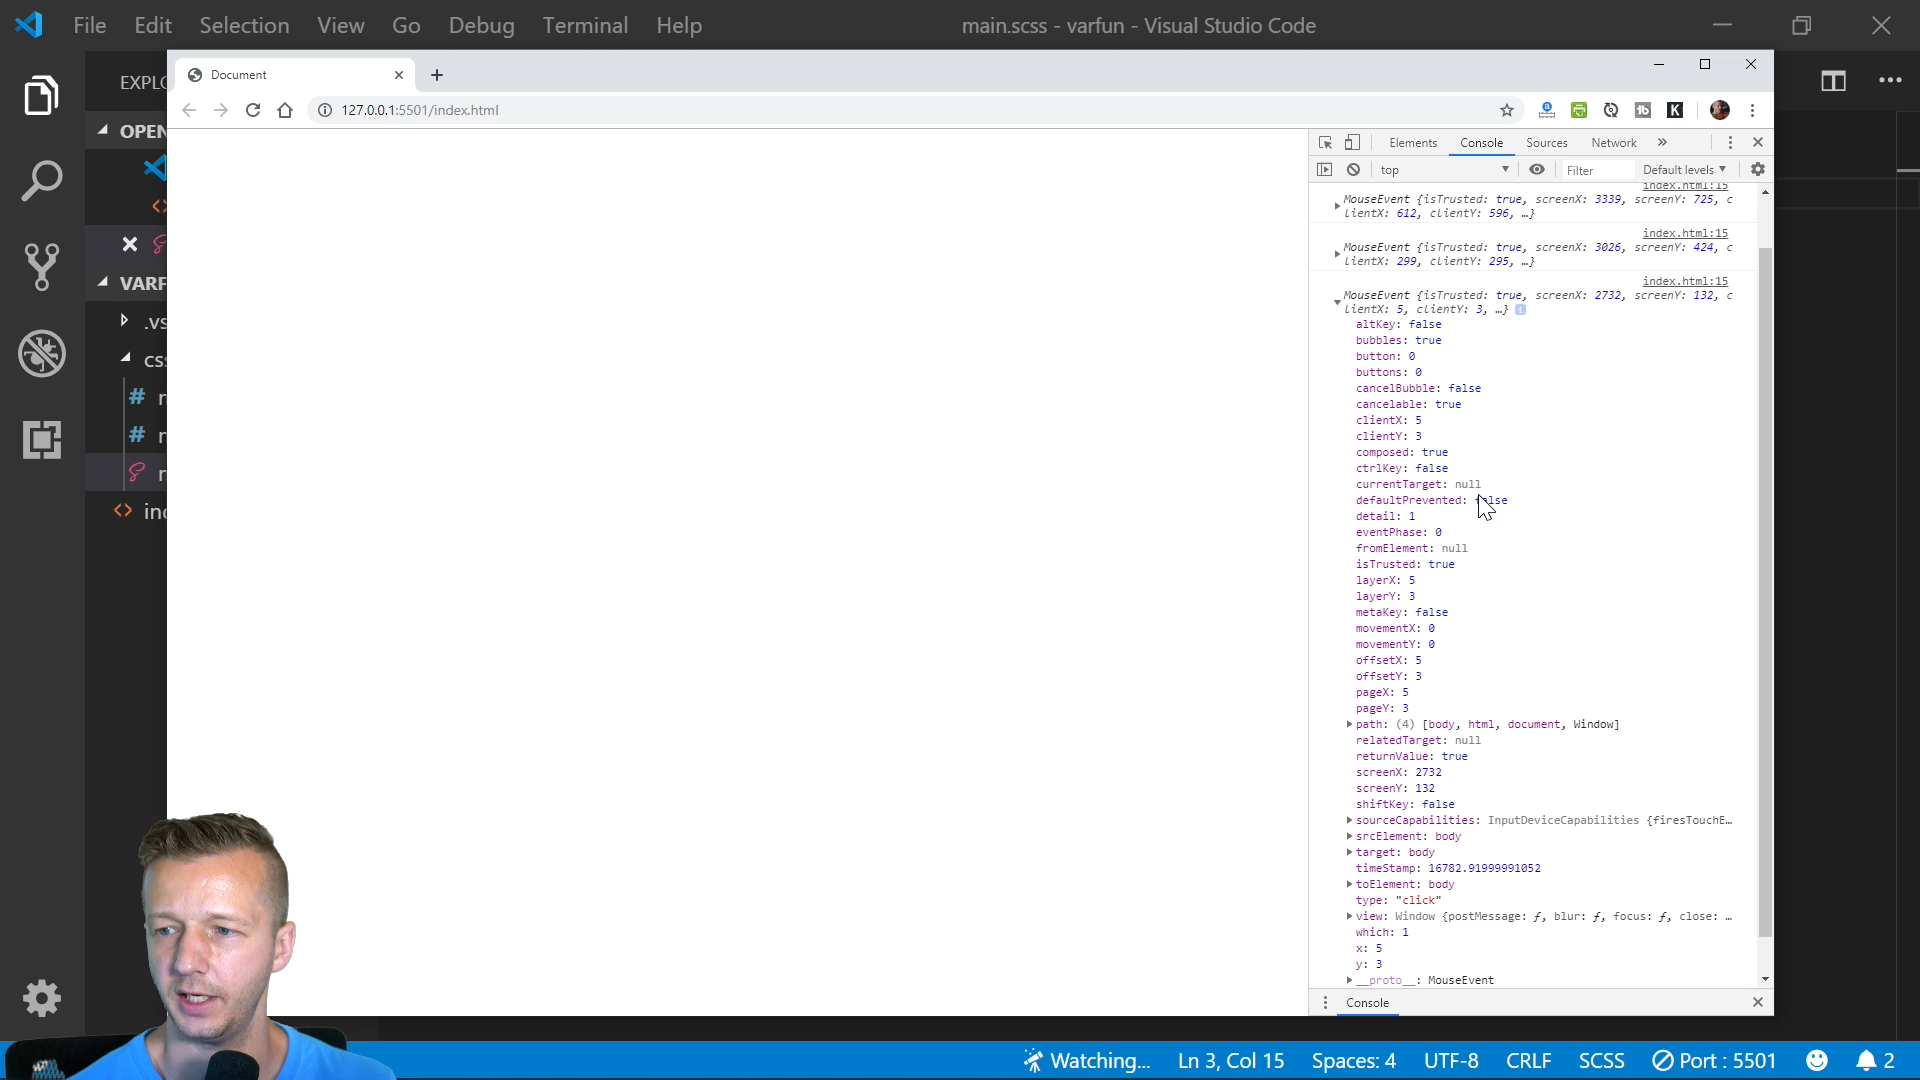 File Edit Selection View Go Debug Terminal Help
main.scss - varfun - Visual Studio Code
EXPLO
Document
127.0.0.1:5501/index.html
OPEN
VARF
.vs
css
ind
Elements Console Sources Network
top
Filter
Default levels
index.html:15
MouseEvent {isTrusted: true, screenX: 3339, screenY: 725, c
lientX: 612, clientY: 596, …}
index.html:15
MouseEvent {isTrusted: true, screenX: 3026, screenY: 424, c
lientX: 299, clientY: 295, …}
index.html:15
MouseEvent {isTrusted: true, screenX: 2732, screenY: 132, c
lientX: 5, clientY: 3, …}
altKey: false
bubbles: true
button: 0
buttons: 0
cancelBubble: false
cancelable: true
clientX: 5
clientY: 3
composed: true
ctrlKey: false
currentTarget: null
defaultPrevented: false
detail: 1
eventPhase: 0
fromElement: null
isTrusted: true
layerX: 5
layerY: 3
metaKey: false
movementX: 0
movementY: 0
offsetX: 5
offsetY: 3
pageX: 5
pageY: 3
path: (4) [body, html, document, Window]
relatedTarget: null
returnValue: true
screenX: 2732
screenY: 132
shiftKey: false
sourceCapabilities: InputDeviceCapabilities {firesTouchE…
srcElement: body
target: body
timeStamp: 16782.91999991052
toElement: body
type: "click"
view: Window {postMessage: ƒ, blur: ƒ, focus: ƒ, close: …
which: 1
x: 5
y: 3
__proto__: MouseEvent
Console
Watching... Ln 3, Col 15 Spaces: 4 UTF-8 CRLF SCSS Port : 5501 2